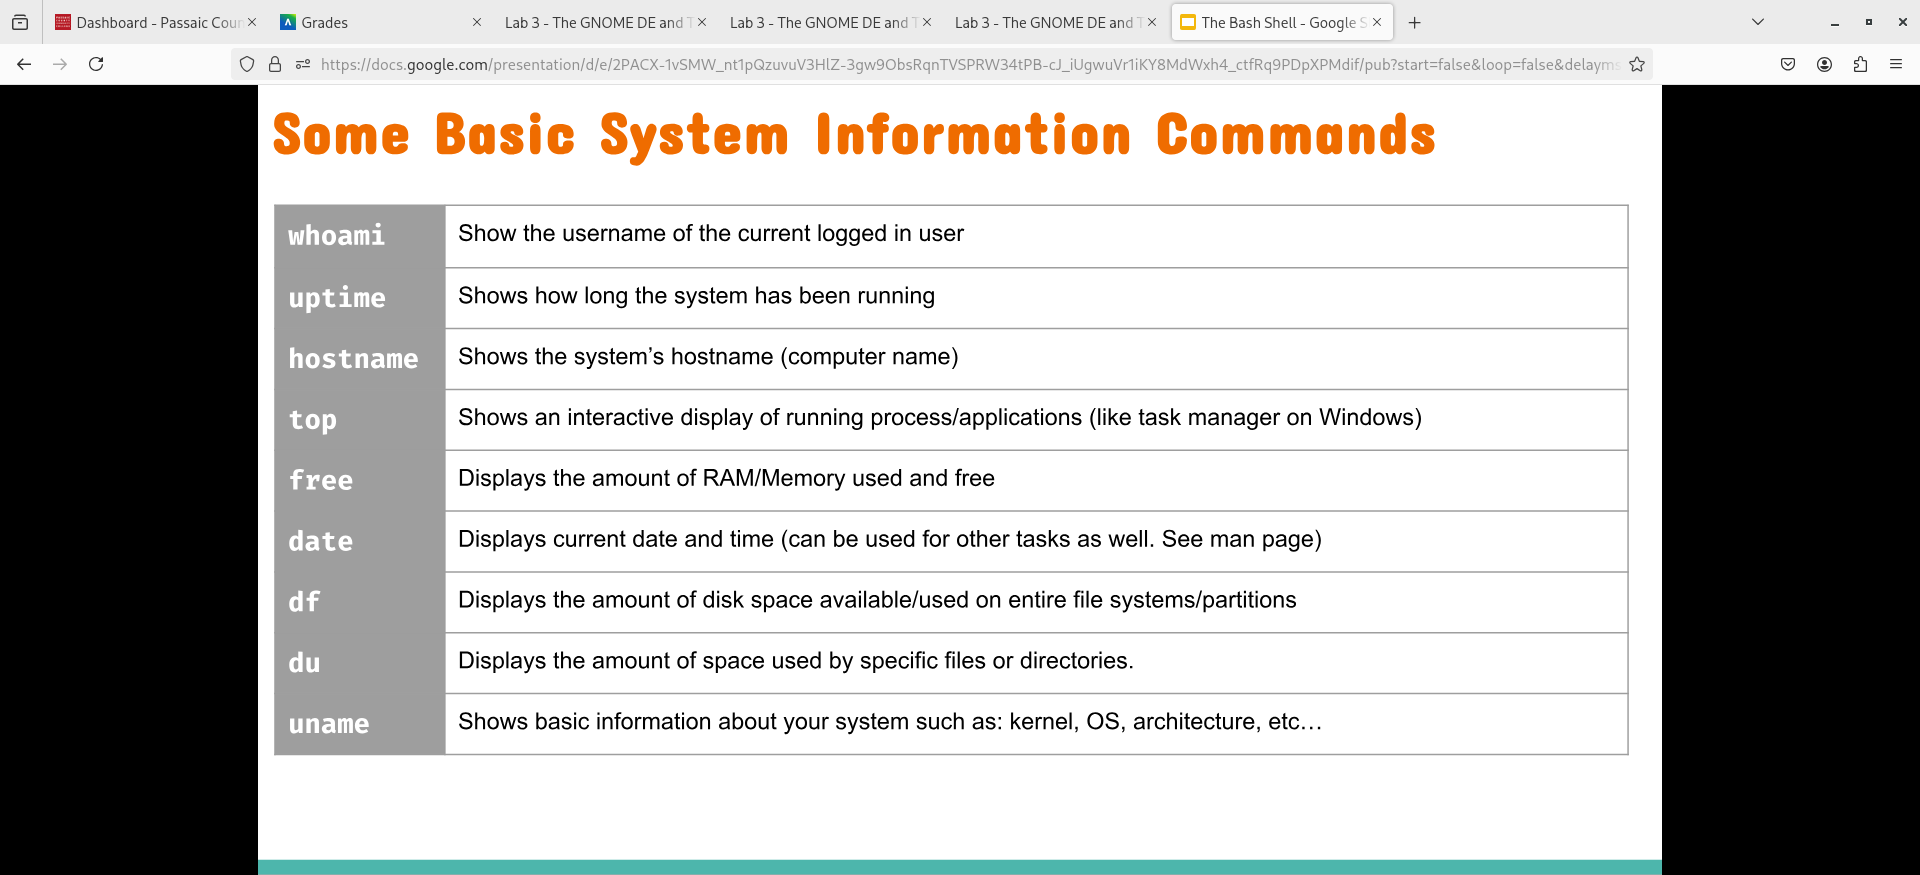 Dashboard - Passaic Cou
Grades
Lab 3 - The GNOME DE and T
Lab 3 - The GNOME DE and T
Lab 3 - The GNOME DE and T
The Bash Shell - Google S
https://docs.google.com/presentation/d/e/2PACX-1vSMW_nt1pQzuvuV3HlZ-3gw9ObsRqnTVSPRW34tPB-cJ_iUgwuVr1iKY8MdWxh4_ctfRq9PDpXPMdif/pub?start=false&loop=false&delayms
Some Basic System Information Commands
whoami Show the username of the current logged in user
uptime Shows how long the system has been running
hostname Shows the system’s hostname (computer name)
top Shows an interactive display of running process/applications (like task manager on Windows)
free Displays the amount of RAM/Memory used and free
date Displays current date and time (can be used for other tasks as well. See man page)
df Displays the amount of disk space available/used on entire file systems/partitions
du Displays the amount of space used by specific files or directories.
uname Shows basic information about your system such as: kernel, OS, architecture, etc…